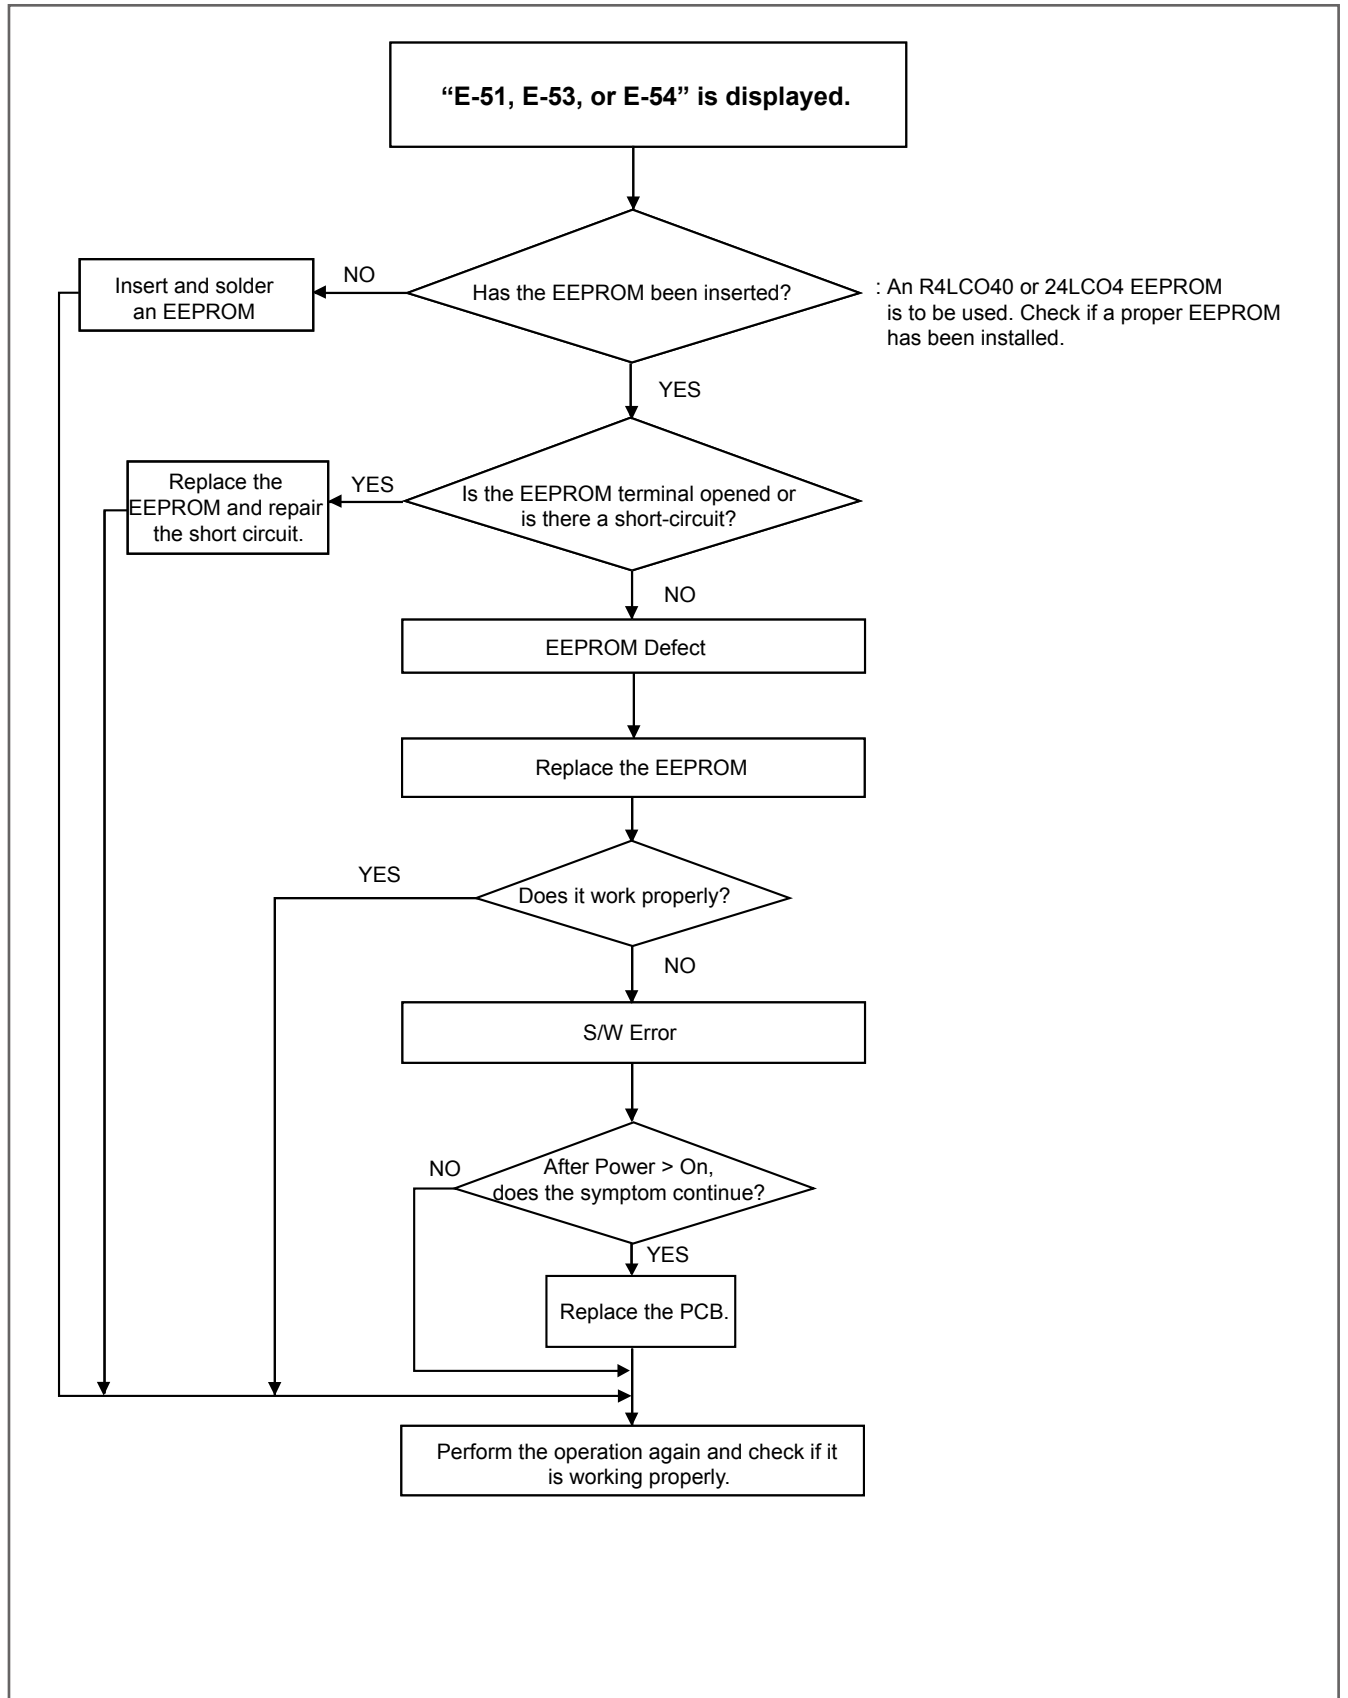 “E-51, E-53, or E-54” is displayed.
Insert and solder
an EEPROM
NO
Has the EEPROM been inserted?
: An R4LCO40 or 24LCO4 EEPROM
is to be used. Check if a proper EEPROM
has been installed.
YES
Replace the
EEPROM and repair
the short circuit.
YES
Is the EEPROM terminal opened or
is there a short-circuit?
NO
EEPROM Defect
Replace the EEPROM
YES
Does it work properly?
NO
S/W Error
NO
After Power > On,
does the symptom continue?
YES
Replace the PCB.
Perform the operation again and check if it
is working properly.